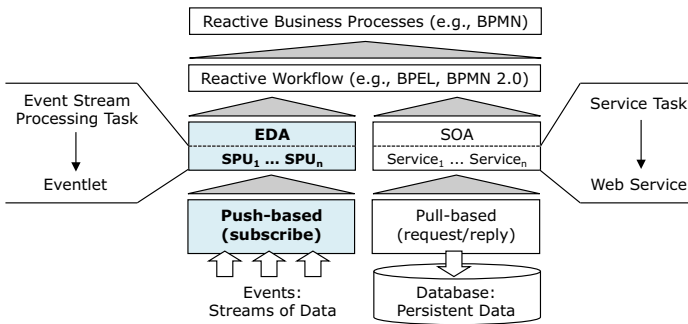 Reactive Business Processes (e.g., BPMN)
Reactive Workflow (e.g., BPEL, BPMN 2.0)
Event Stream
Processing Task
Eventlet
EDA
SPU1 ... SPUn
SOA
Service1 ... Servicen
Service Task
Web Service
Push-based
(subscribe)
Pull-based
(request/reply)
Events:
Streams of Data
Database:
Persistent Data